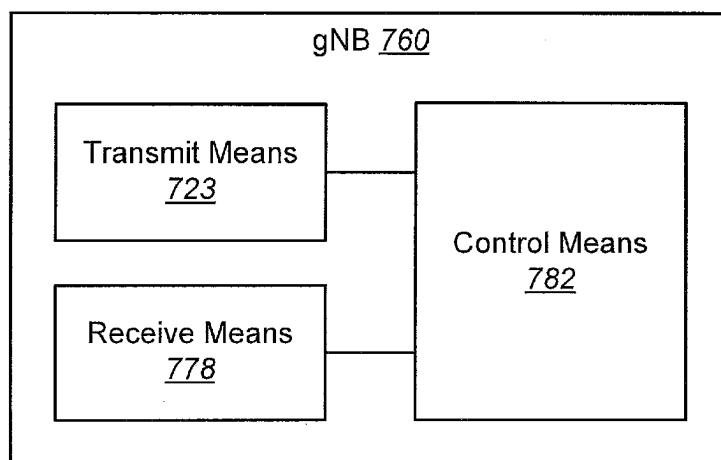 gNB 760
Transmit Means
723
Control Means
782
Receive Means
778